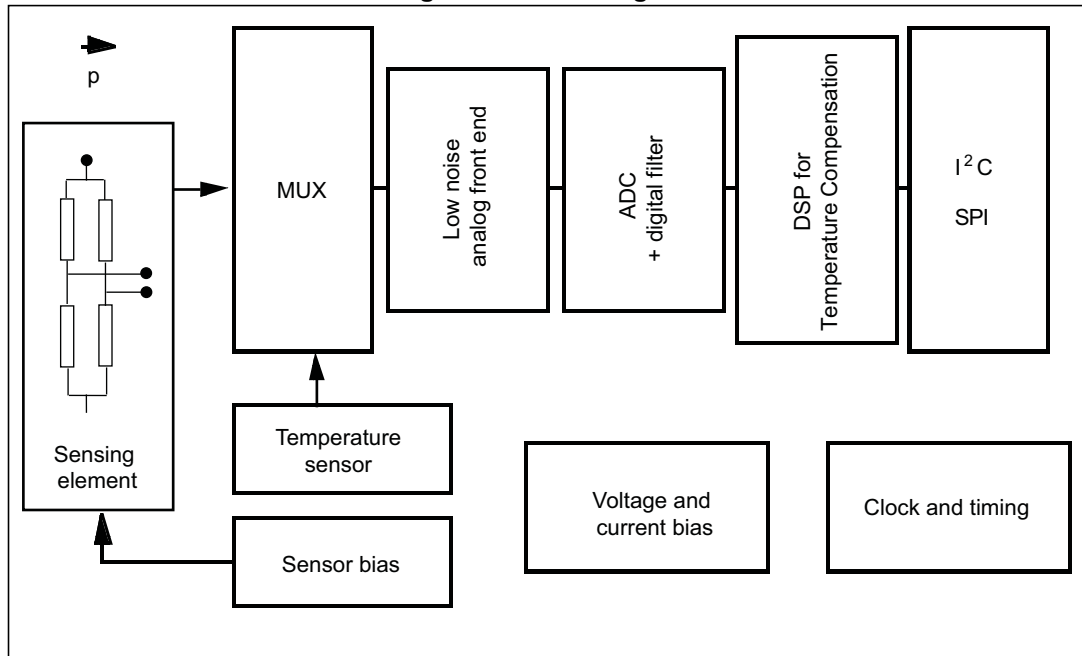 p
Sensing
element
MUX
Low noise
analog front end
ADC
+ digital filter
DSP for
Temperature Compensation
I²C
SPI
Temperature
sensor
Sensor bias
Voltage and
current bias
Clock and timing